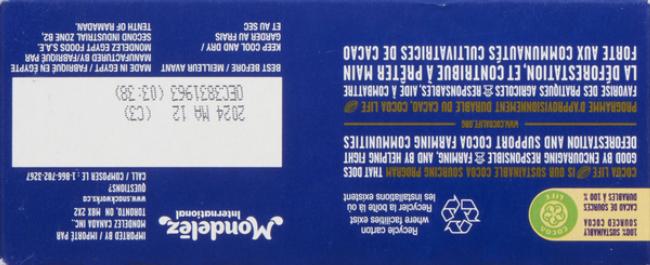 COCOA
LIFE
100% SUSTAINABLY
SOURCED COCOA
CACAO DE SOURCES
DURABLES À 100 %
COCOA LIFE IS OUR SUSTAINABLE COCOA SOURCING PROGRAM THAT DOES
GOOD BY ENCOURAGING RESPONSIBLE FARMING, AND BY HELPING FIGHT
DEFORESTATION AND SUPPORT COCOA FARMING COMMUNITIES
WWW.COCOALIFE.ORG
PROGRAMME D'APPROVISIONNEMENT DURABLE DU CACAO, COCOA LIFE
FAVORISE DES PRATIQUES AGRICOLES RESPONSABLES, AIDE À COMBATTRE
LA DÉFORESTATION, ET CONTRIBUE À PRÊTER MAIN
FORTE AUX COMMUNAUTÉS CULTIVATRICES DE CACAO
Recycle carton
where facilities exist
Recycler la boîte là où
les installations existent
Mondelēz
International
IMPORTED BY / IMPORTÉ PAR
MONDELEZ CANADA INC.
TORONTO, ON M8X 2X2
www.snackworks.ca
QUESTIONS?
CALL / COMPOSER LE 1-866-782-3267
2024 MA 12 (C3)
OEC3831963 (03:38)
BEST BEFORE / MEILLEUR AVANT
KEEP COOL AND DRY /
GARDER AU FRAIS
ET AU SEC
MADE IN EGYPT / FABRIQUÉ EN ÉGYPTE
MANUFACTURED BY/FABRIQUÉ PAR
MONDELEZ EGYPT FOODS S.A.E.
SECOND INDUSTRIAL ZONE B2,
TENTH OF RAMADAN.